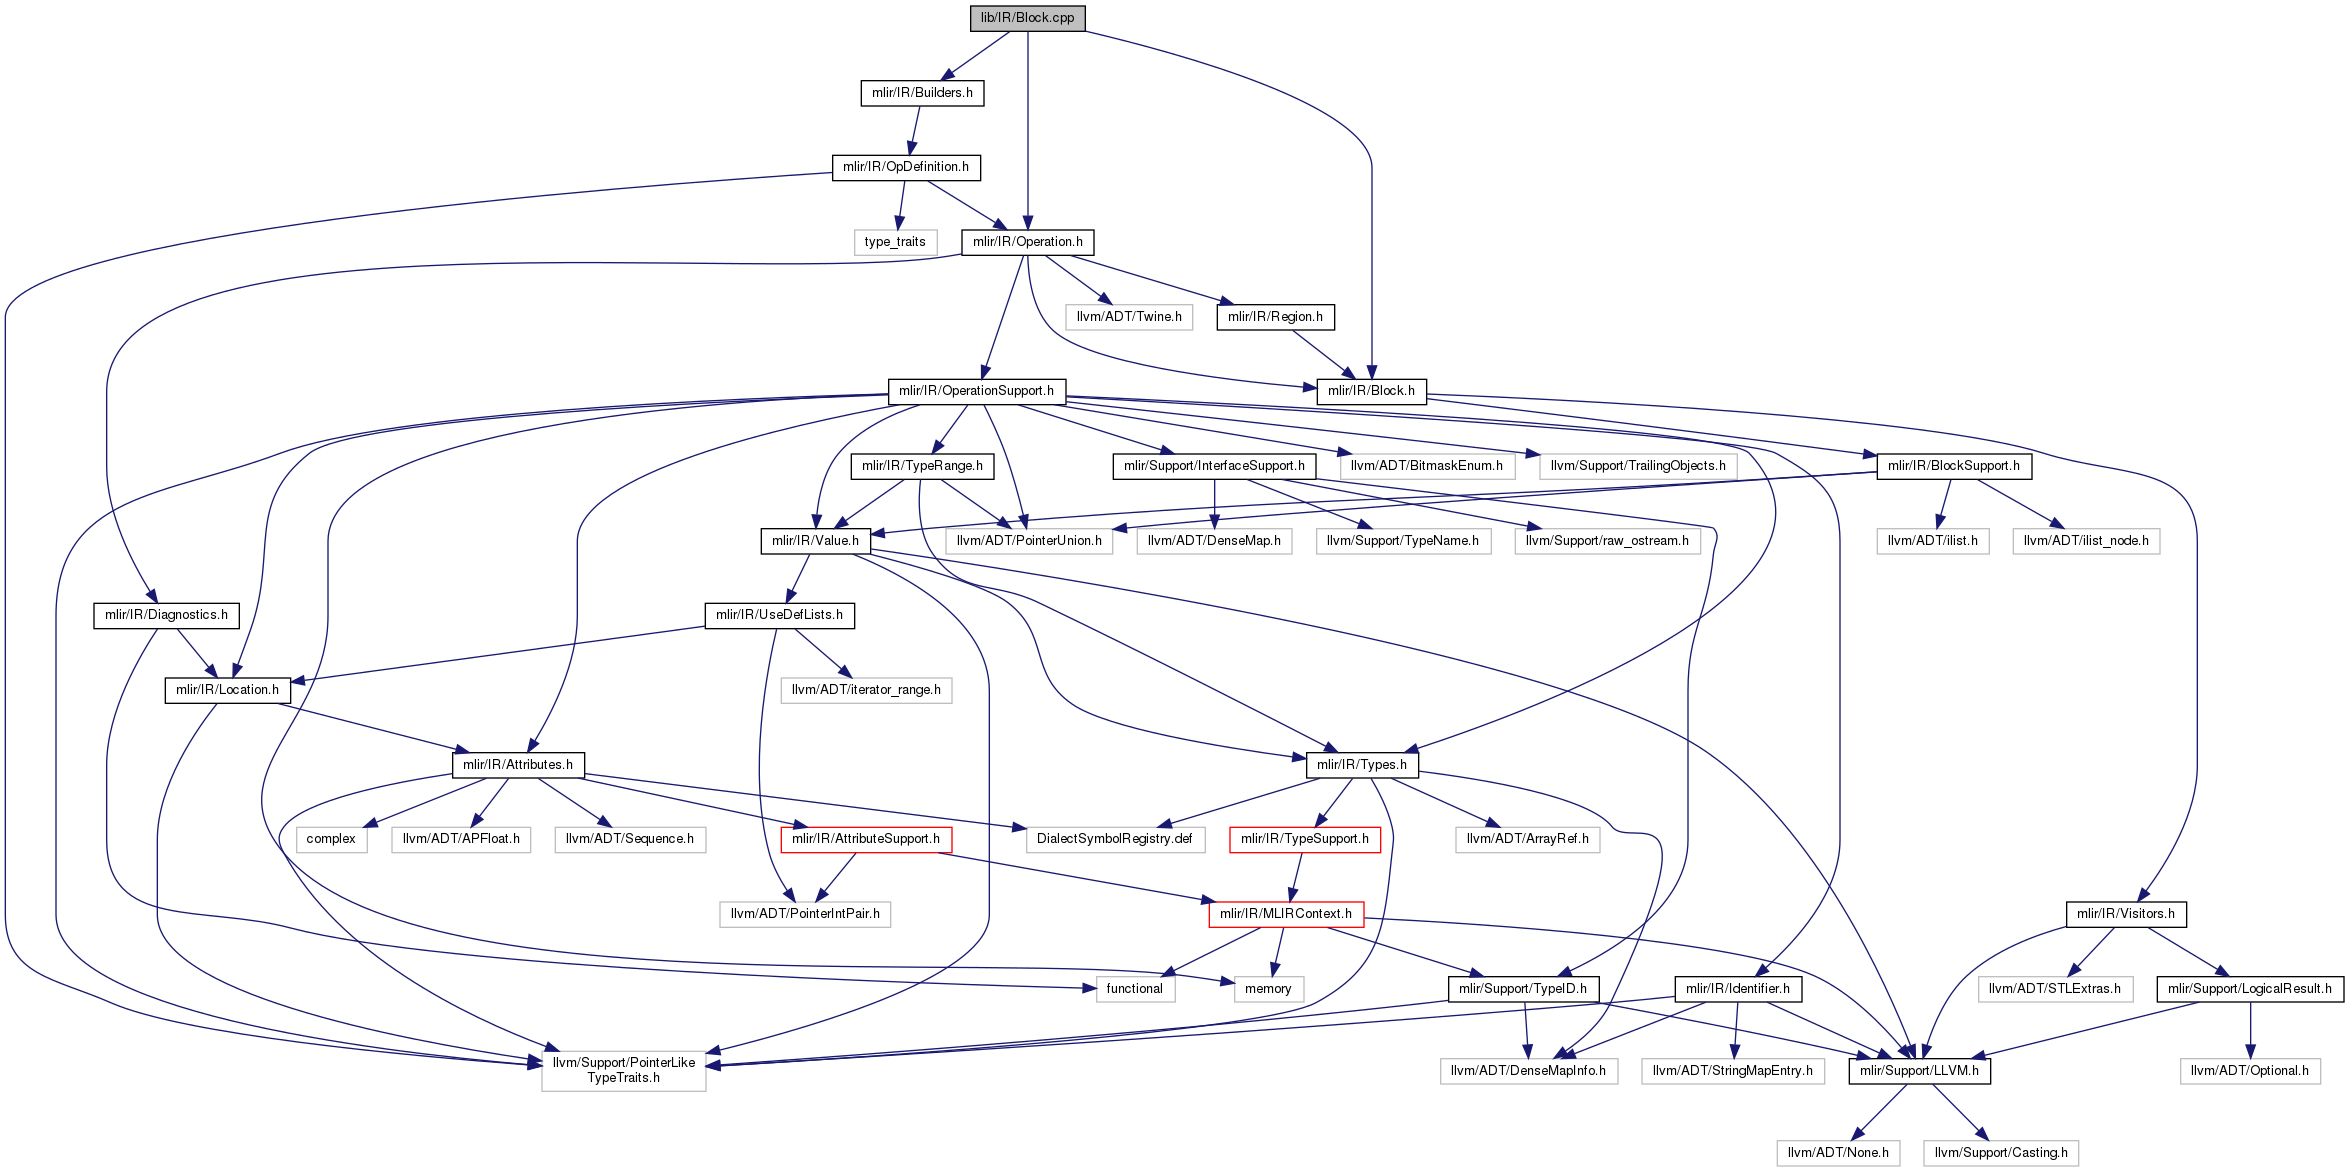 lib/IR/Block.cpp
mlir/IR/Builders.h
mlir/IR/OpDefinition.h
type_traits
mlir/IR/Operation.h
llvm/ADT/Twine.h
mlir/IR/Region.h
mlir/IR/OperationSupport.h
mlir/IR/Block.h
mlir/IR/TypeRange.h
mlir/Support/InterfaceSupport.h
llvm/ADT/BitmaskEnum.h
llvm/Support/TrailingObjects.h
mlir/IR/BlockSupport.h
mlir/IR/Value.h
llvm/ADT/PointerUnion.h
llvm/ADT/DenseMap.h
llvm/Support/TypeName.h
llvm/Support/raw_ostream.h
llvm/ADT/ilist.h
llvm/ADT/ilist_node.h
mlir/IR/Diagnostics.h
mlir/IR/UseDefLists.h
mlir/IR/Location.h
llvm/ADT/iterator_range.h
mlir/IR/Attributes.h
mlir/IR/Types.h
complex
llvm/ADT/APFloat.h
llvm/ADT/Sequence.h
mlir/IR/AttributeSupport.h
DialectSymbolRegistry.def
mlir/IR/TypeSupport.h
llvm/ADT/ArrayRef.h
llvm/ADT/PointerIntPair.h
mlir/IR/MLIRContext.h
mlir/IR/Visitors.h
functional
memory
mlir/Support/TypeID.h
mlir/IR/Identifier.h
llvm/ADT/STLExtras.h
mlir/Support/LogicalResult.h
llvm/Support/PointerLike
TypeTraits.h
llvm/ADT/DenseMapInfo.h
llvm/ADT/StringMapEntry.h
mlir/Support/LLVM.h
llvm/ADT/Optional.h
llvm/ADT/None.h
llvm/Support/Casting.h